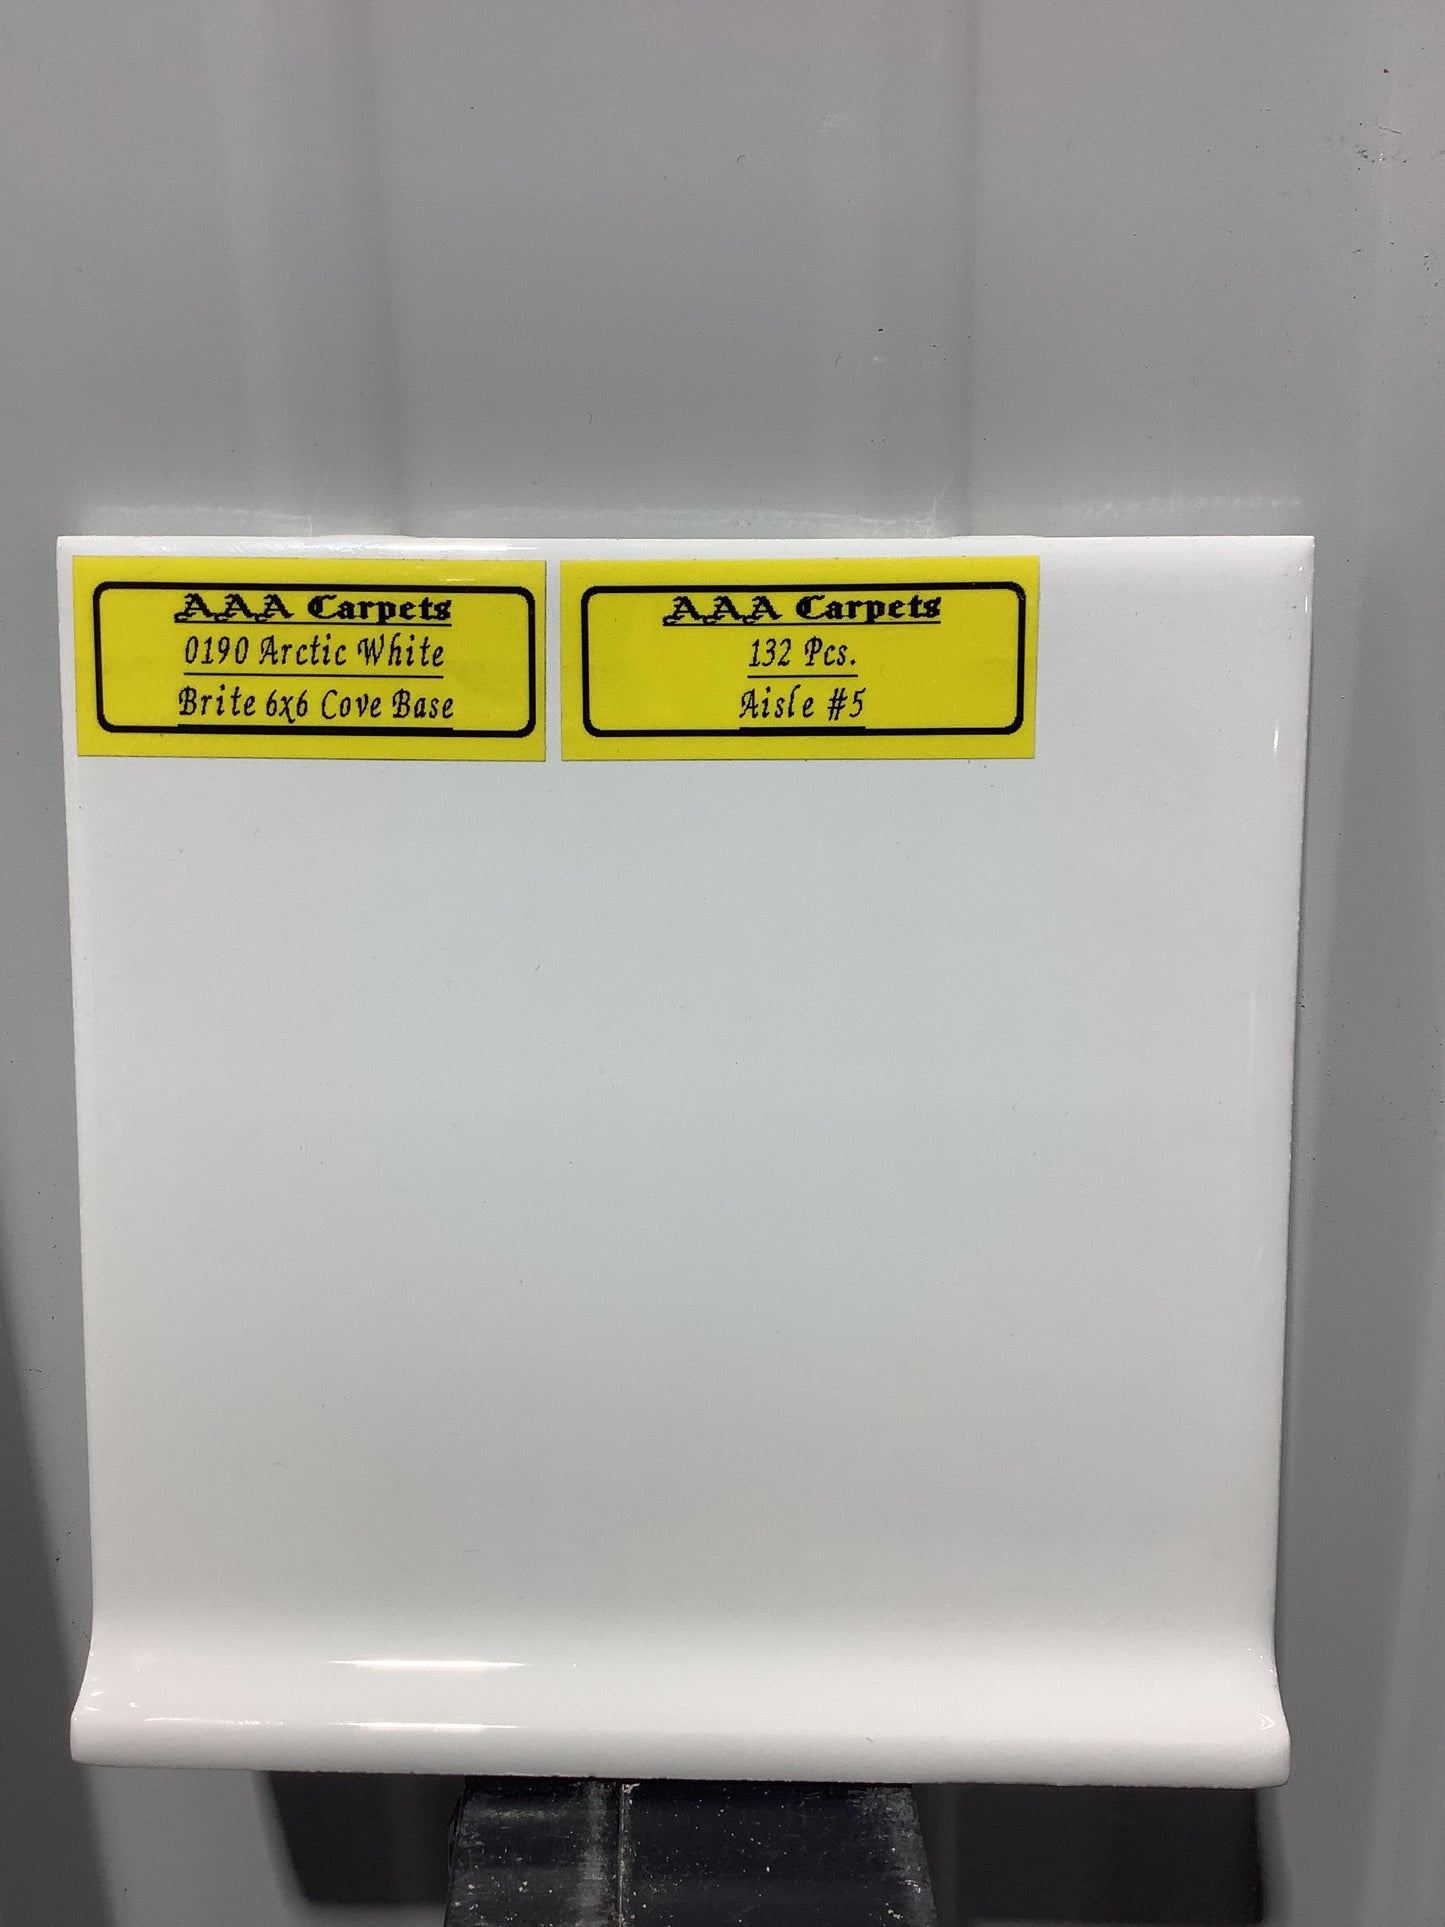 AAA Carpets
0190 Arctic White
Brite 6x6 Cove Base
AAA Carpets
132 Pcs.
Aisle #5